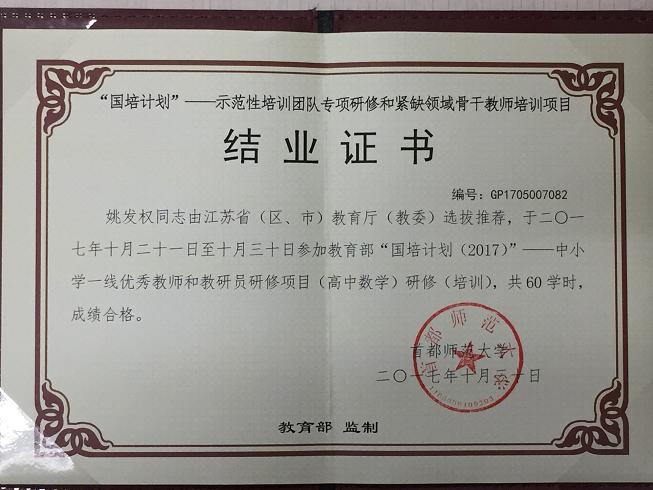 “国培计划”——示范性培训团队专项研修和紧缺领域骨干教师培训项目
结业证书
编号：GP1705007082
姚发权同志由江苏省（区、市）教育厅（教委）选拔推荐，于二〇一
七年十月二十一日至十月三十日参加教育部“国培计划（2017）”——中小
学一线优秀教师和教研员研修项目（高中数学）研修（培训），共60学时，
成绩合格。
首都师范大学
首都师范大学
二〇一七年十月三十日
教育部 监制